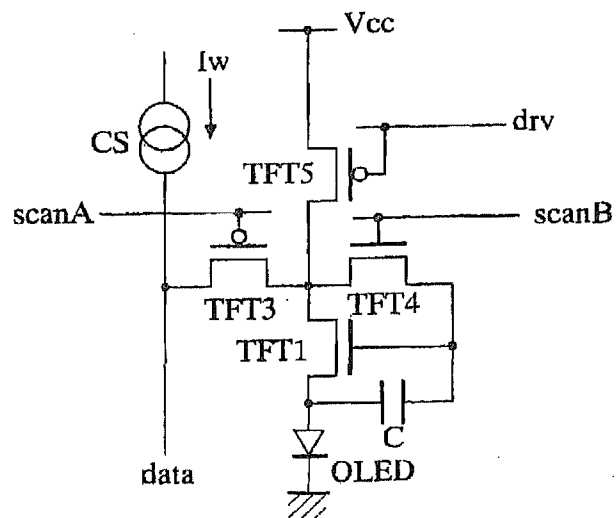 Vcc
Iw
CS
drv
TFT5
scanA
scanB
TFT3
TFT4
TFT1
C
OLED
data